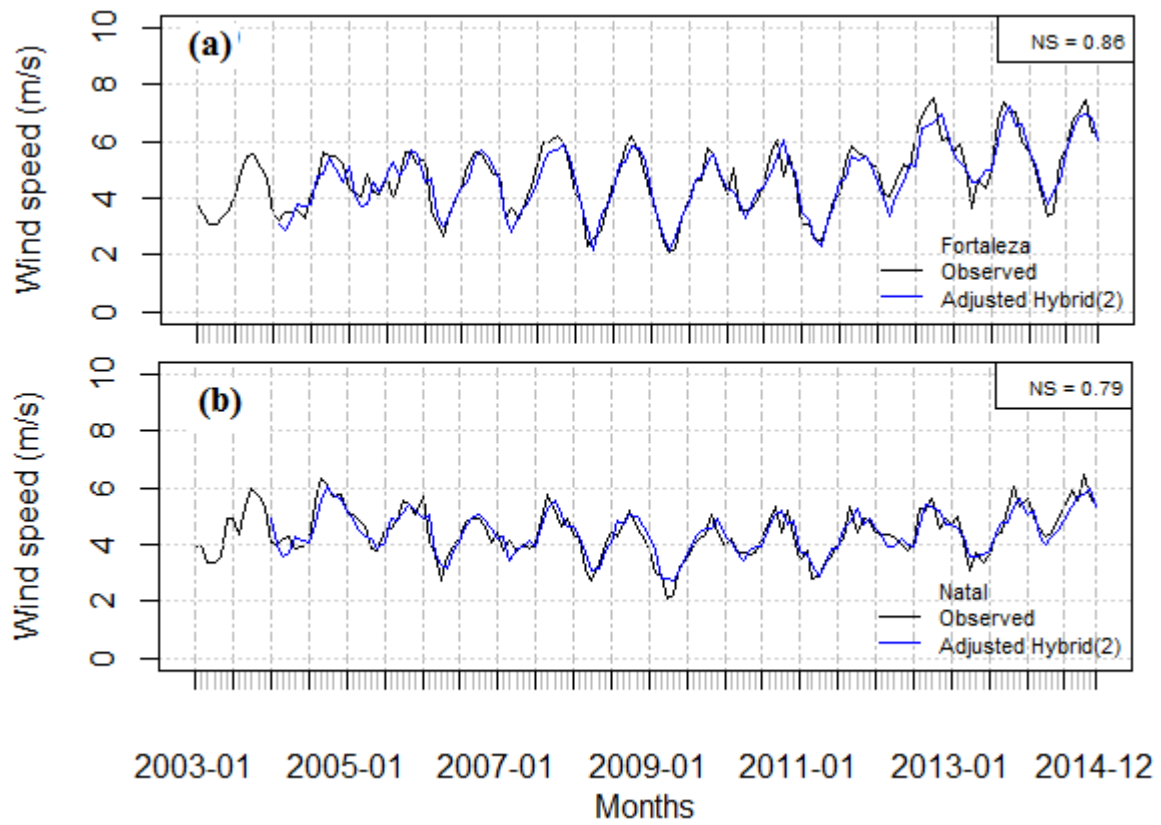 (a)
NS = 0.86
Wind speed (m/s)
10
8
6
4
2
0
Fortaleza
Observed
Adjusted Hybrid(2)
(b)
NS = 0.79
Wind speed (m/s)
10
8
6
4
2
0
Natal
Observed
Adjusted Hybrid(2)
2003-01 2005-01 2007-01 2009-01 2011-01 2013-01 2014-12
Months